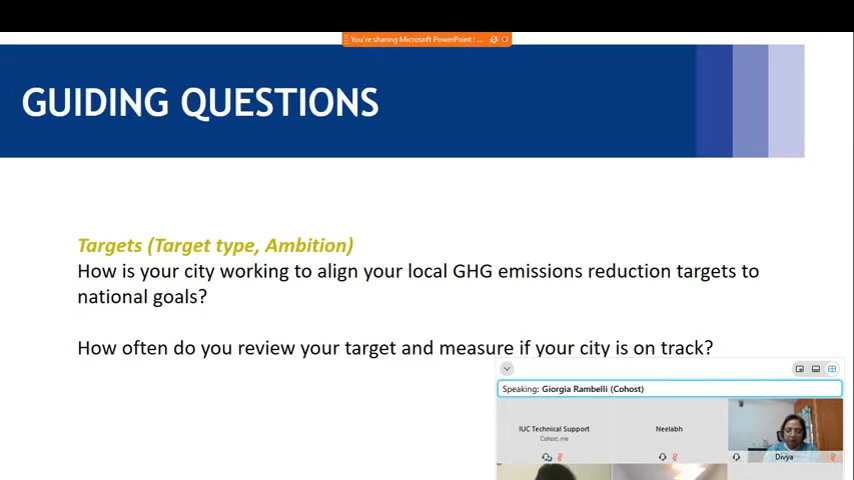 You're sharing Microsoft PowerPoint : ...
GUIDING QUESTIONS
Targets (Target type, Ambition)
How is your city working to align your local GHG emissions reduction targets to
national goals?
How often do you review your target and measure if your city is on track?
Speaking: Giorgia Rambelli (Cohost)
IUC Technical Support
Cohost, me
Neelabh
Divya